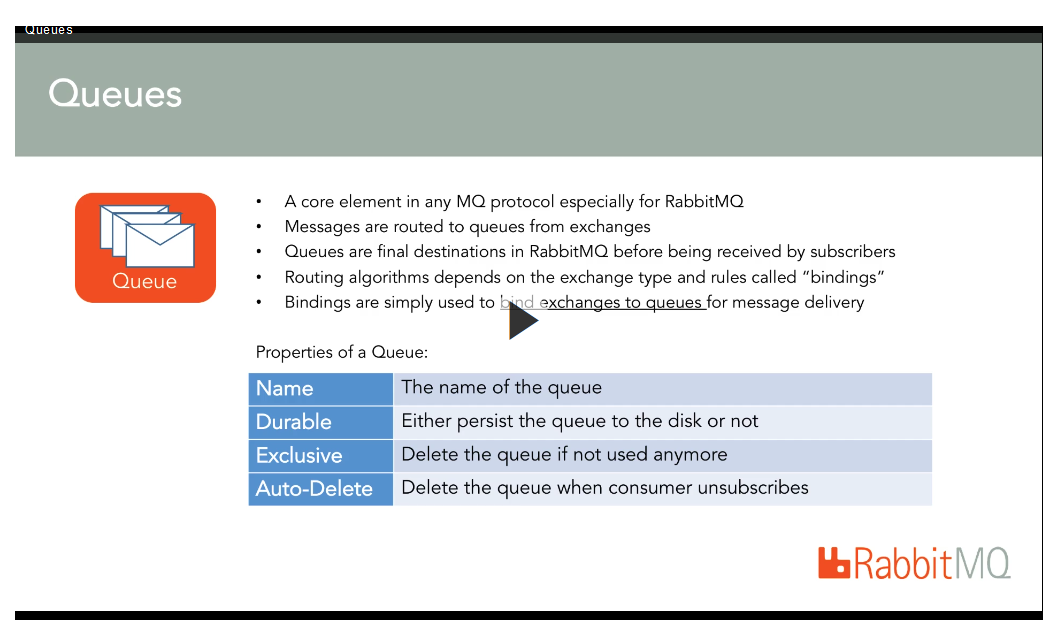 Queues
Queues
Queue
• A core element in any MQ protocol especially for RabbitMQ
• Messages are routed to queues from exchanges
• Queues are final destinations in RabbitMQ before being received by subscribers
• Routing algorithms depends on the exchange type and rules called “bindings”
• Bindings are simply used to bind exchanges to queues for message delivery
Properties of a Queue:
Name The name of the queue
Durable Either persist the queue to the disk or not
Exclusive Delete the queue if not used anymore
Auto-Delete Delete the queue when consumer unsubscribes
RabbitMQ